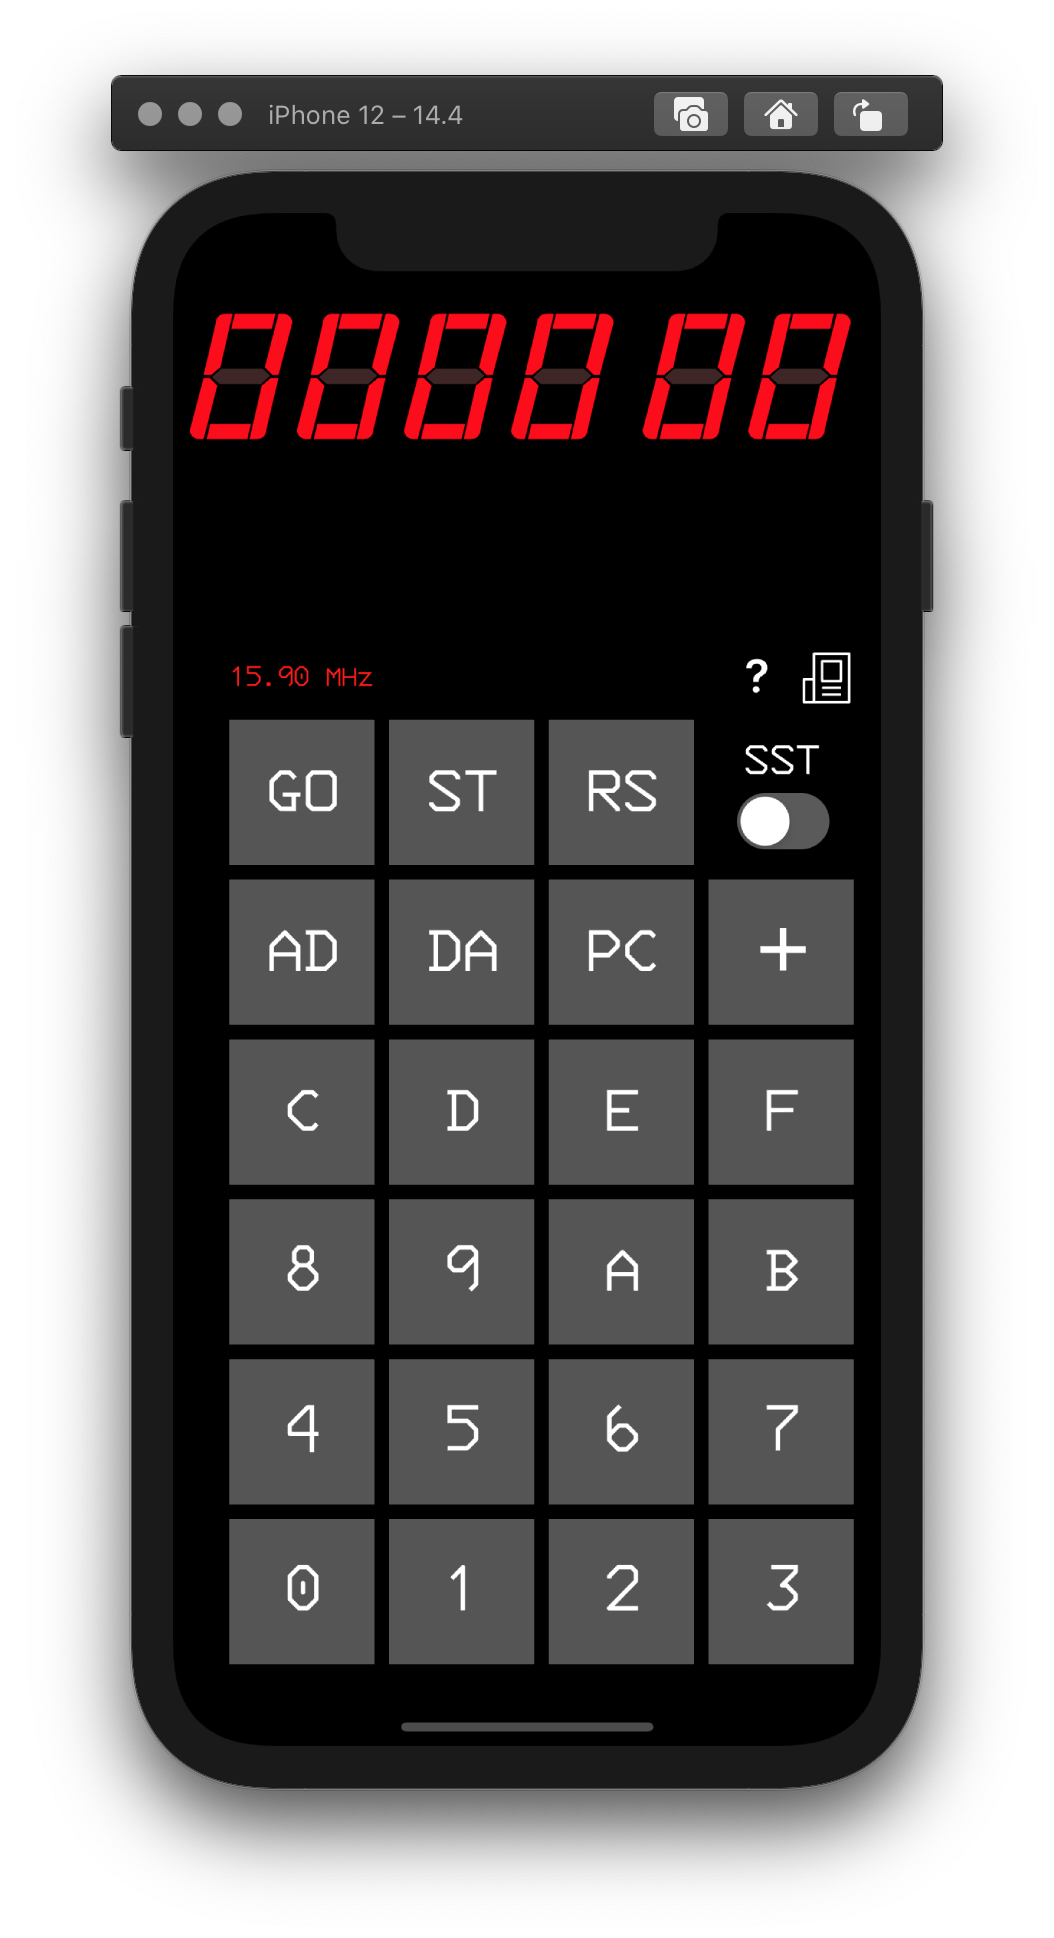 iPhone 12 – 14.4
0000 00
15.90 MHz ?
SST
GO ST RS
AD DA PC +
C D E F
8 9 A B
4 5 6 7
0 1 2 3